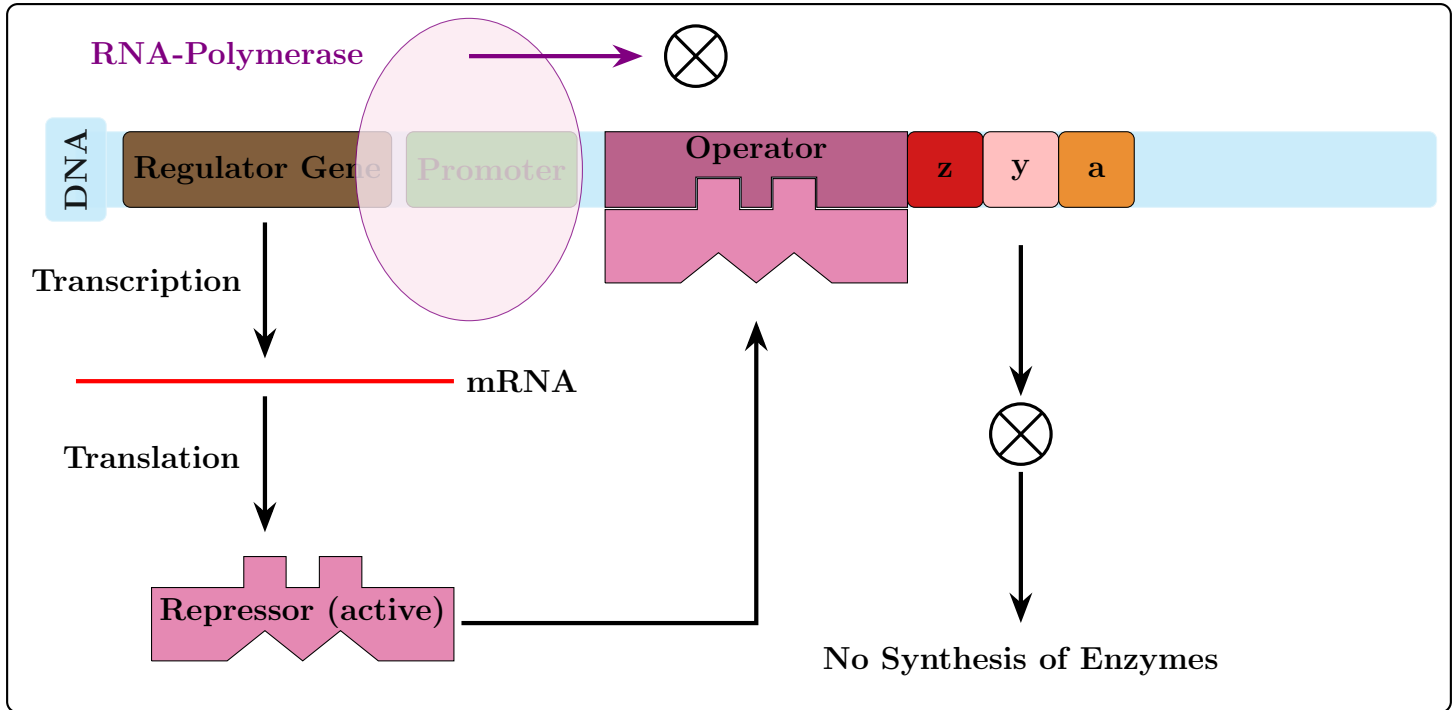 RNA-Polymerase
DNA
Regulator Gene
Promoter
Operator
z
y
a
Transcription
mRNA
Translation
Repressor (active)
No Synthesis of Enzymes